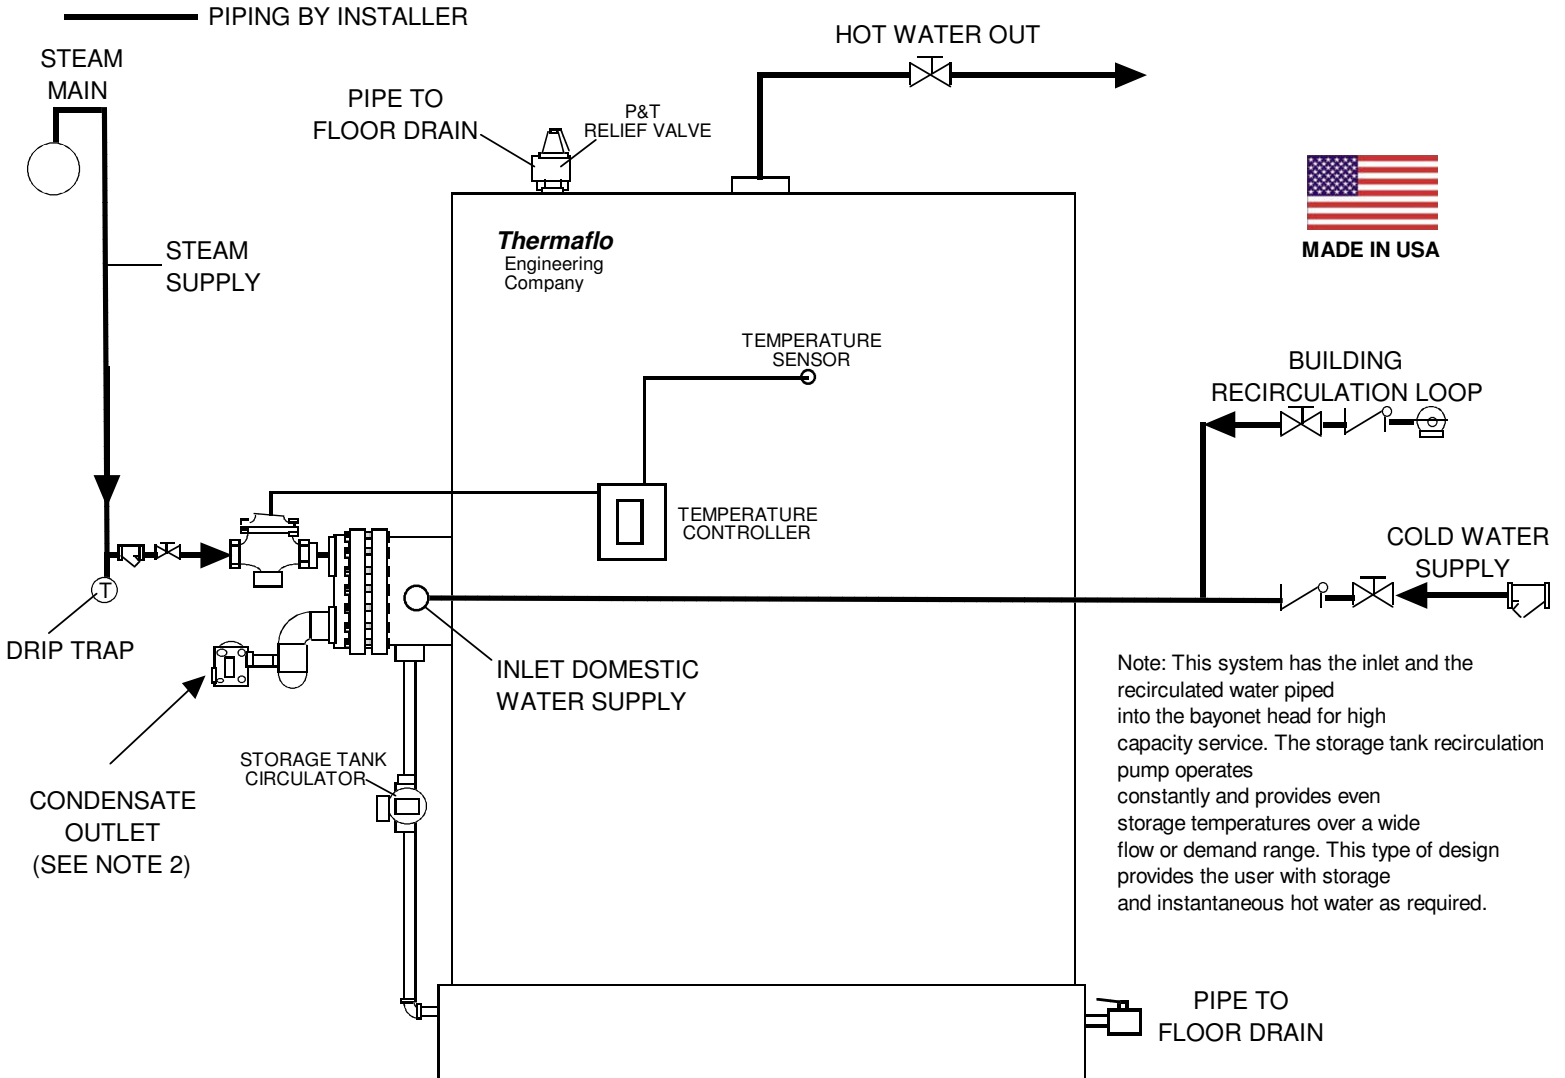 PIPING BY INSTALLER
STEAM
MAIN
HOT WATER OUT
PIPE TO
FLOOR DRAIN
P&T
RELIEF VALVE
MADE IN USA
Thermaflo
Engineering
Company
STEAM
SUPPLY
TEMPERATURE
SENSOR
BUILDING
RECIRCULATION LOOP
TEMPERATURE
CONTROLLER
COLD WATER
SUPPLY
T
DRIP TRAP
INLET DOMESTIC
WATER SUPPLY
Note: This system has the inlet and the
recirculated water piped
into the bayonet head for high
capacity service. The storage tank recirculation
pump operates
constantly and provides even
storage temperatures over a wide
flow or demand range. This type of design
provides the user with storage
and instantaneous hot water as required.
STORAGE TANK
CIRCULATOR
CONDENSATE
OUTLET
(SEE NOTE 2)
PIPE TO
FLOOR DRAIN